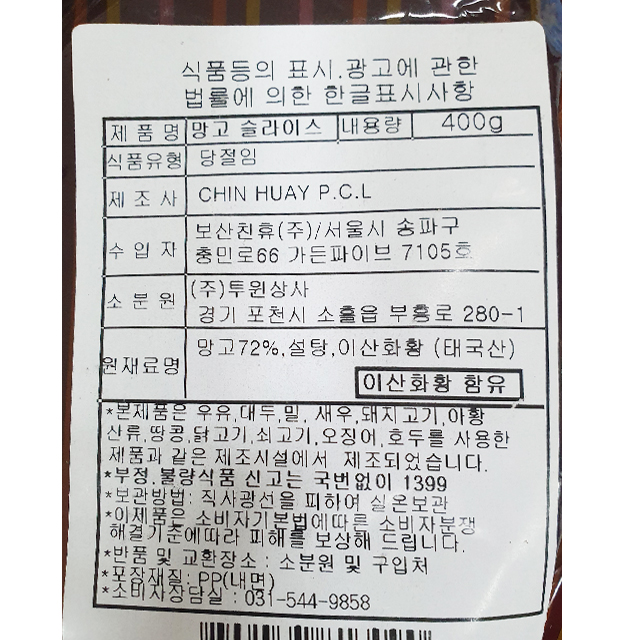 식품등의 표시.광고에 관한
법률에 의한 한글표시사항
제 품 명 망고 슬라이스 내용량 400g
식품유형 당절임
제 조 사 CHIN HUAY P.C.L
수 입 자 보산친휴(주)/서울시 송파구
충민로66 가든파이브 7105호
소 분 원 (주)투원상사
경기 포천시 소흘읍 부흥로 280-1
원재료명 망고72%,설탕,이산화황 (태국산)
이산화황 함유
*본제품은 우유,대두,밀, 새우,돼지고기,아황
산류,땅콩,닭고기,쇠고기,오징어,호두를 사용한
제품과 같은 제조시설에서 제조되었습니다.
*부정.불량식품 신고는 국번없이 1399
*보관방법: 직사광선을 피하여 실온보관
*이제품은 소비자기본법에따른 소비자분쟁
해결기준에따라 피해를 보상해 드립니다.
*반품 및 교환장소 : 소분원 및 구입처
*포장재질: PP(내면)
*소비자상담실 : 031-544-9858